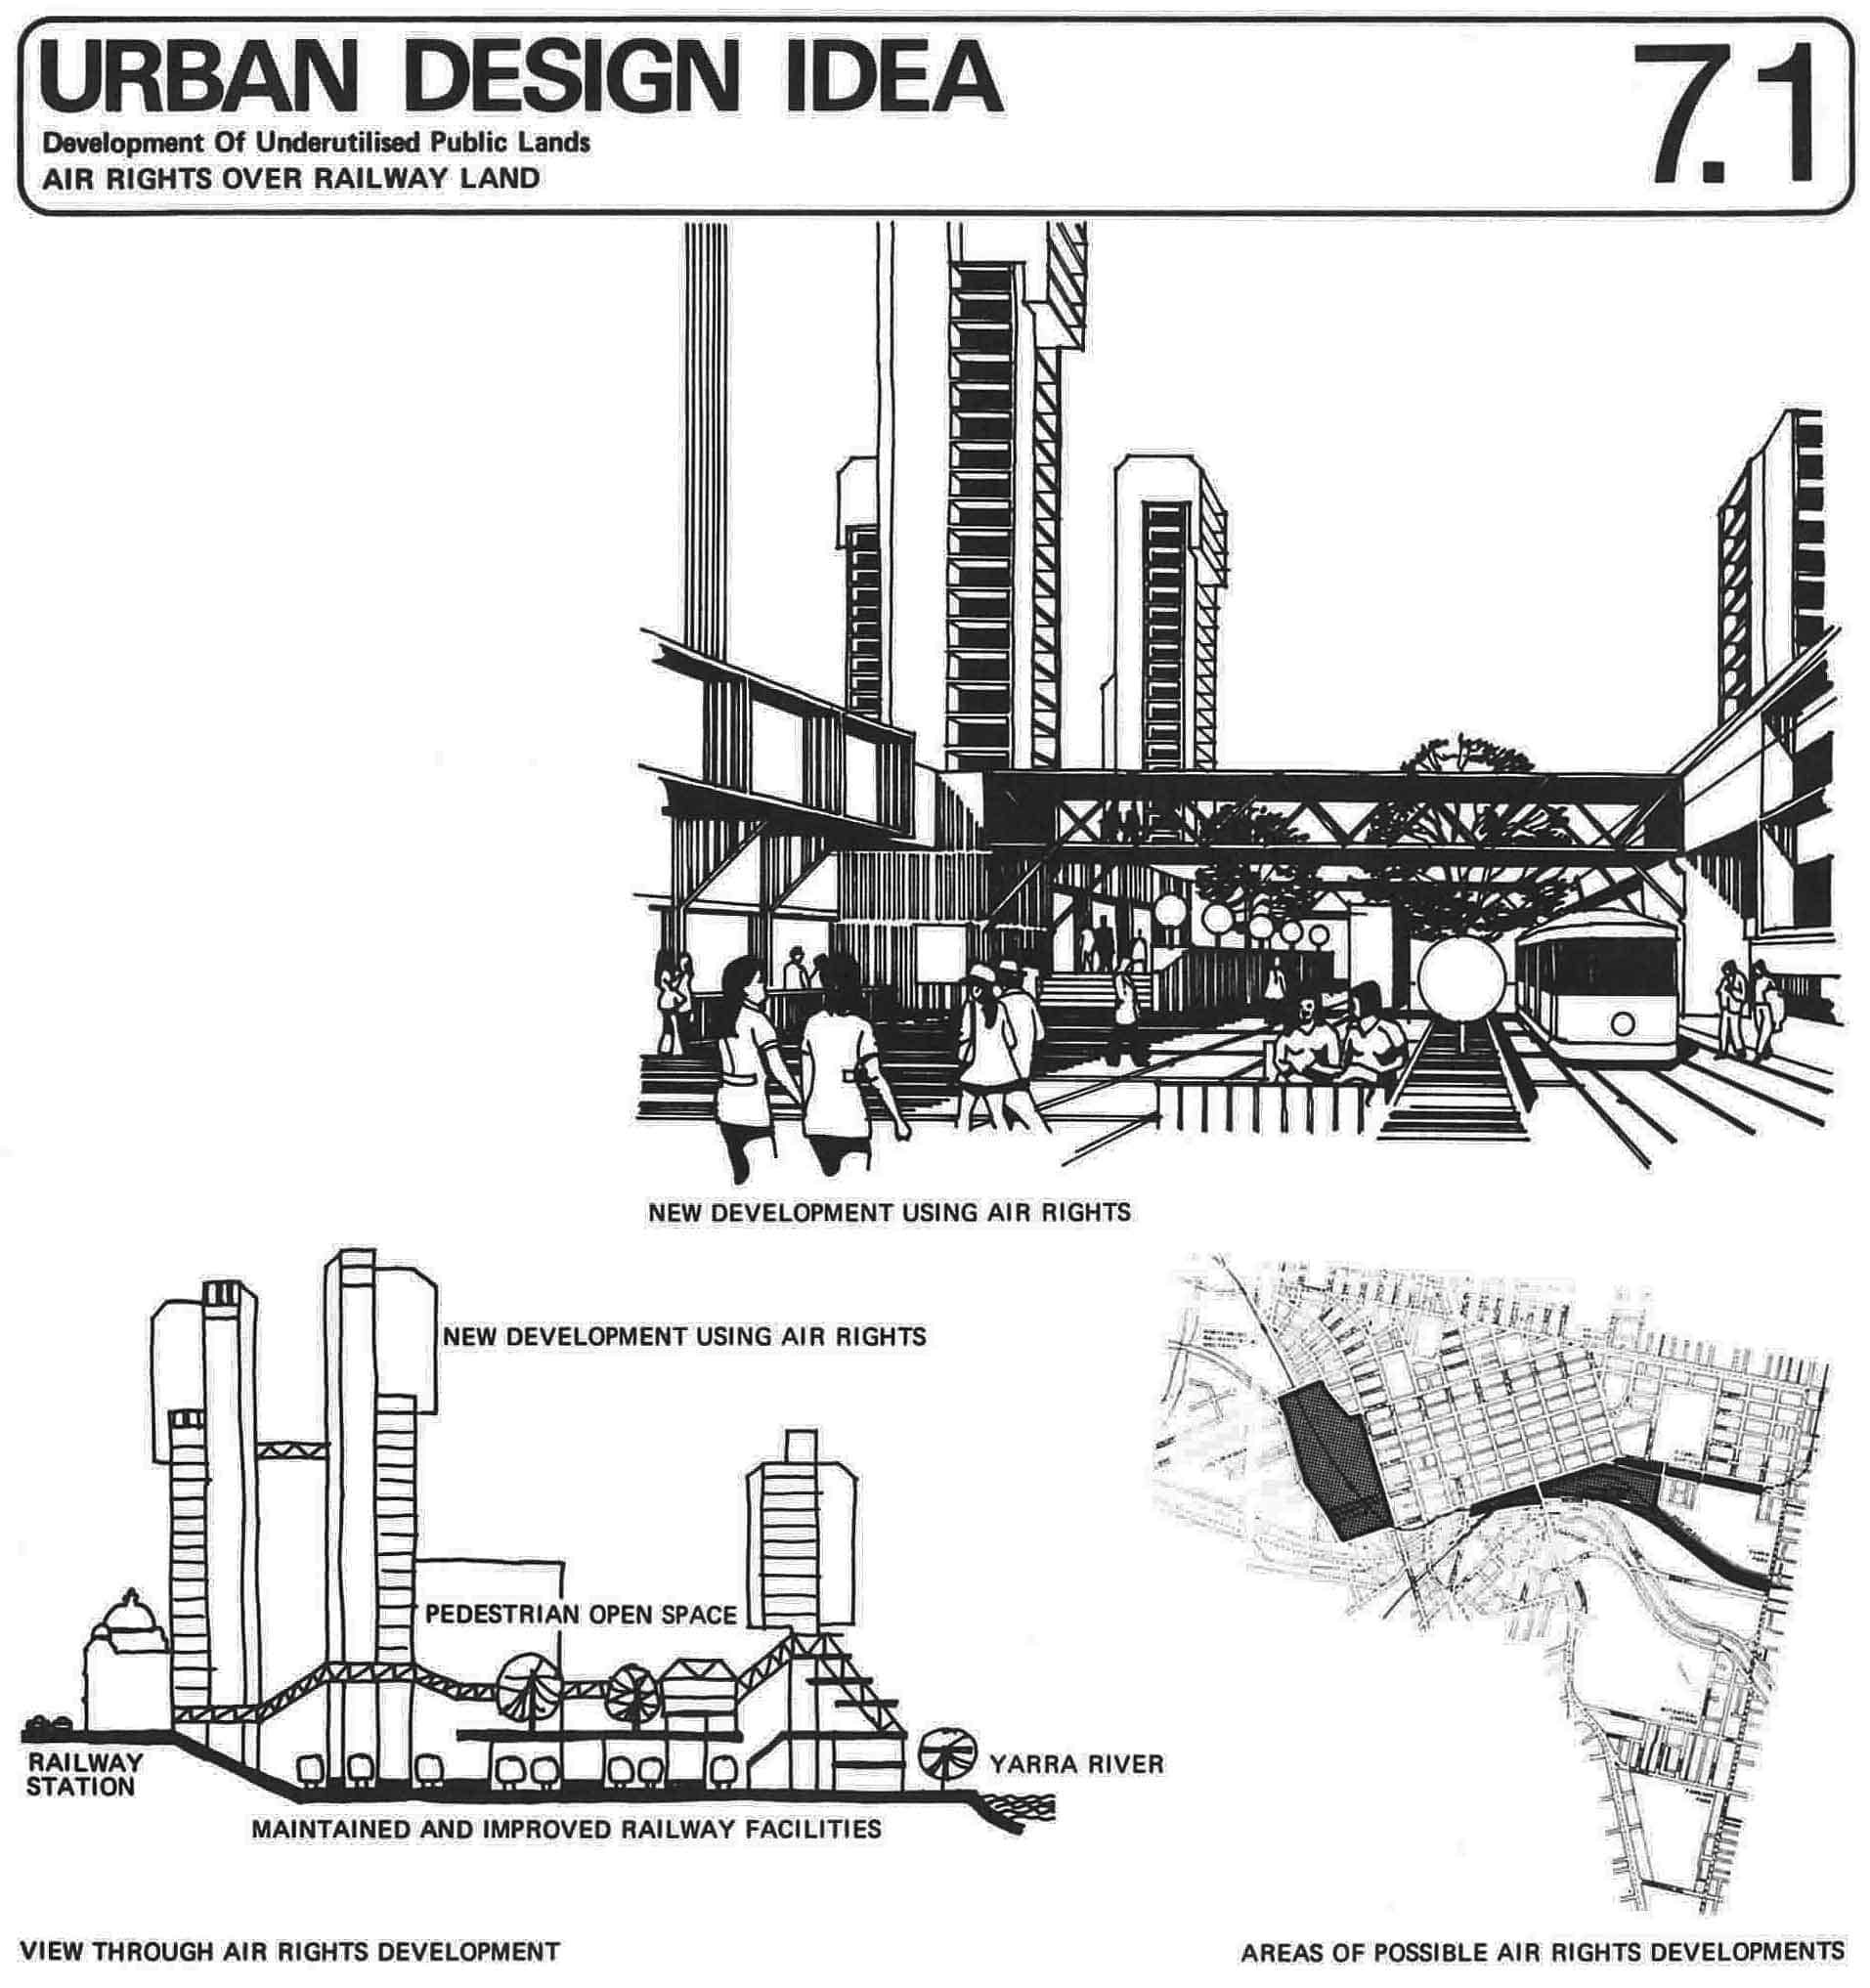 URBAN DESIGN IDEA
7.1
Development Of Underutilised Public Lands
AIR RIGHTS OVER RAILWAY LAND
NEW DEVELOPMENT USING AIR RIGHTS
NEW DEVELOPMENT USING AIR RIGHTS
PEDESTRIAN OPEN SPACE
RAILWAY
STATION
YARRA RIVER
MAINTAINED AND IMPROVED RAILWAY FACILITIES
VIEW THROUGH AIR RIGHTS DEVELOPMENT
AREAS OF POSSIBLE AIR RIGHTS DEVELOPMENTS